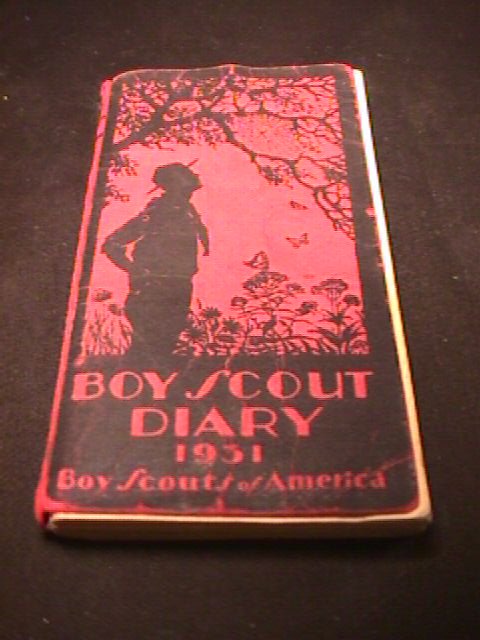 BOY SCOUT
DIARY
1931
Boy Scouts of America